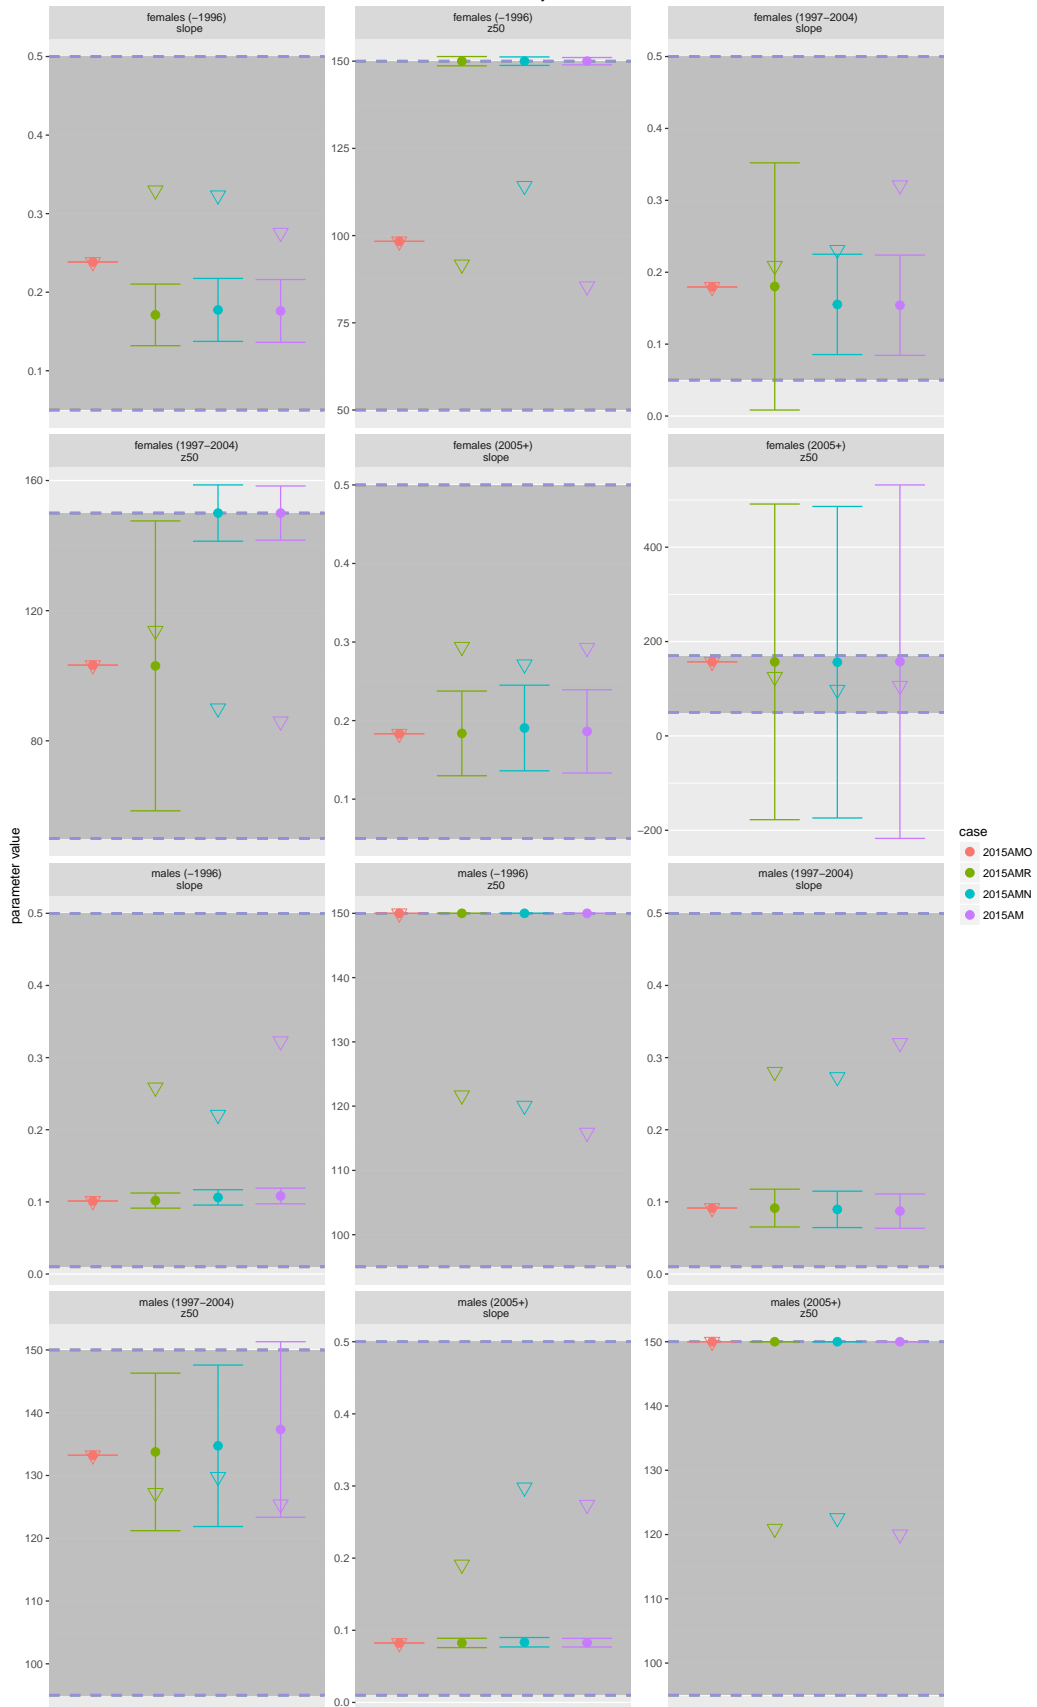 females (−1996)
slope
females (−1996)
z50
females (1997−2004)
slope
0.5
0.4
0.3
0.2
0.1
150
125
100
75
50
0.5
0.4
0.3
0.2
0.1
0.0
females (1997−2004)
z50
females (2005+)
slope
females (2005+)
z50
160
120
80
0.5
0.4
0.3
0.2
0.1
400
200
0
−200
parameter value
males (−1996)
slope
males (−1996)
z50
males (1997−2004)
slope
0.5
0.4
0.3
0.2
0.1
0.0
150
140
130
120
110
100
0.5
0.4
0.3
0.2
0.1
0.0
males (1997−2004)
z50
males (2005+)
slope
males (2005+)
z50
150
140
130
120
110
100
0.5
0.4
0.3
0.2
0.1
0.0
150
140
130
120
110
100
case
2015AMO
2015AMR
2015AMN
2015AM